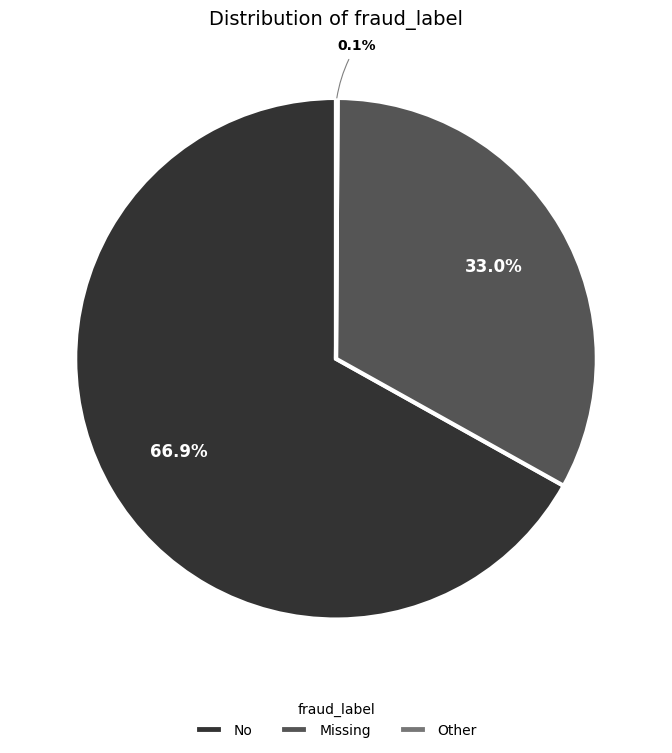 Distribution of fraud_label
0.1%
33.0%
66.9%
fraud_label
No
Missing
Other